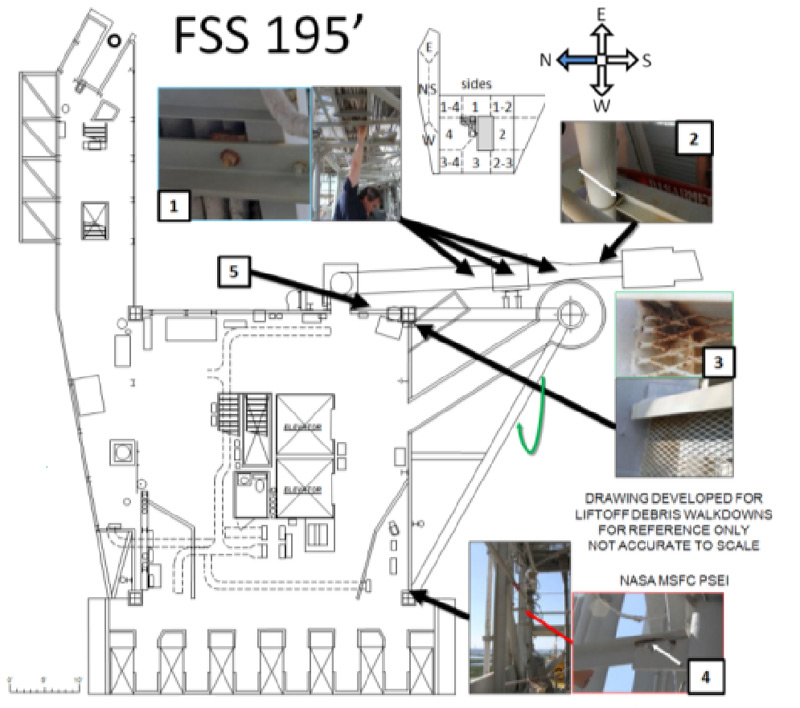 FSS 195’
E
N
S
W
sides
E
N
S
W
1-4
1
1-2
4
2
3-4
3
2-3
1
2
5
3
ELEVATOR
ELEVATOR
DRAWING DEVELOPED FOR
LIFTOFF DEBRIS WALKDOWNS
FOR REFERENCE ONLY
NOT ACCURATE TO SCALE
NASA MSFC PSEI
4
0'
5'
10'